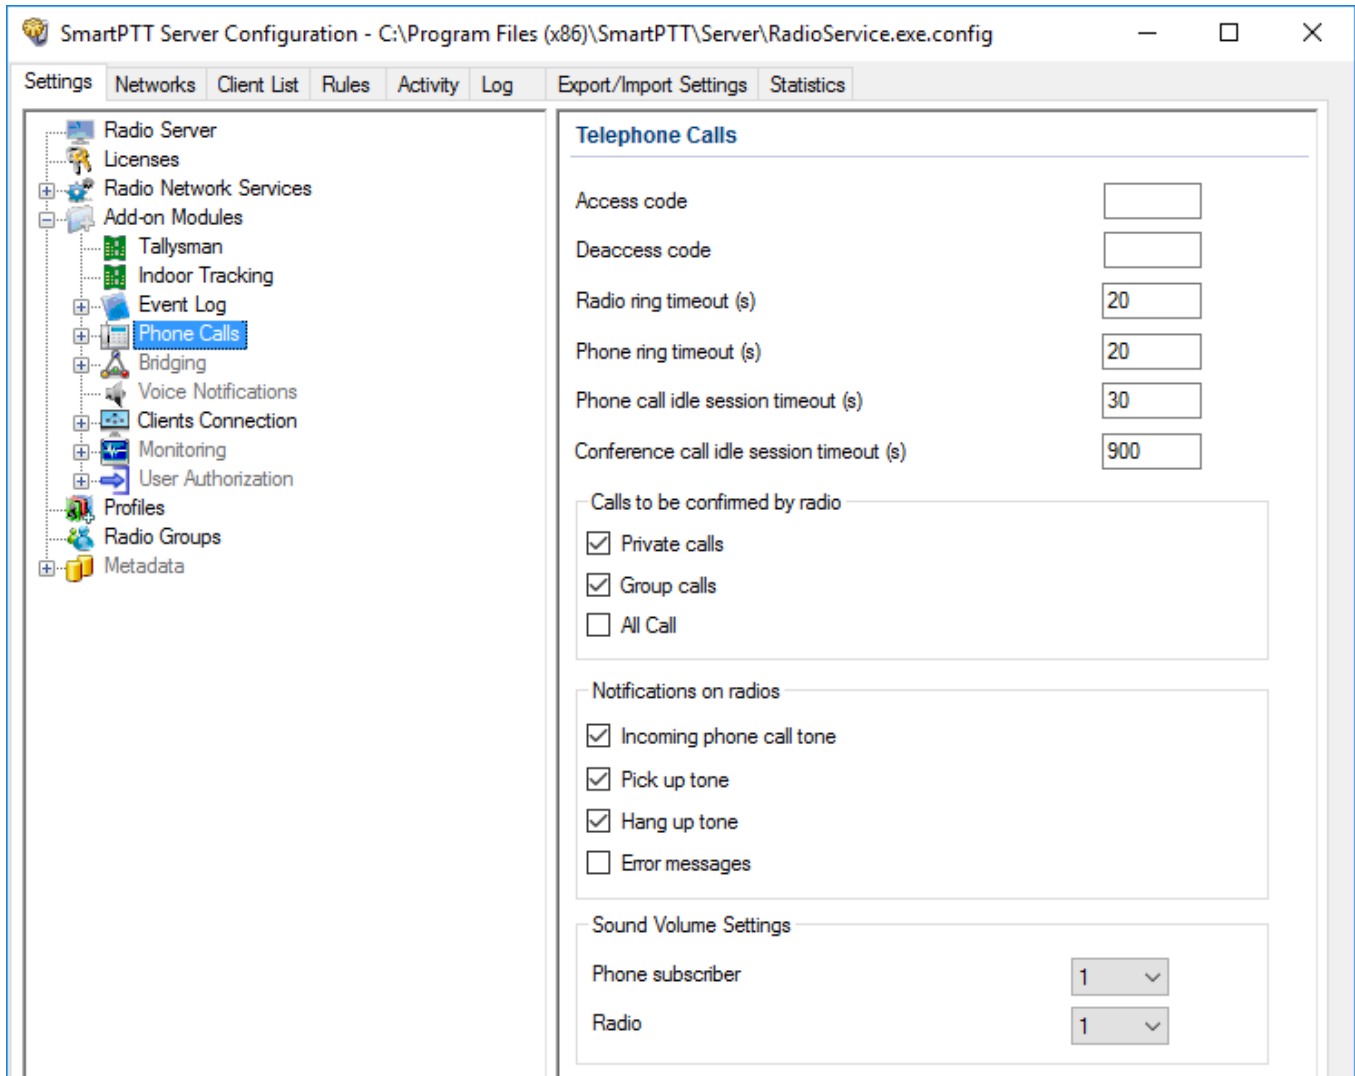 SmartPTT Server Configuration - C:\Program Files (x86)\SmartPTT\Server\RadioService.exe.config
Settings Networks Client List Rules Activity Log Export/Import Settings Statistics
Radio Server
Licenses
Radio Network Services
Add-on Modules
Tallysman
Indoor Tracking
Event Log
Phone Calls
Bridging
Voice Notifications
Clients Connection
Monitoring
User Authorization
Profiles
Radio Groups
Metadata
Telephone Calls
Access code
Deaccess code
Radio ring timeout (s) 20
Phone ring timeout (s) 20
Phone call idle session timeout (s) 30
Conference call idle session timeout (s) 900
Calls to be confirmed by radio
Private calls
Group calls
All Call
Notifications on radios
Incoming phone call tone
Pick up tone
Hang up tone
Error messages
Sound Volume Settings
Phone subscriber 1
Radio 1